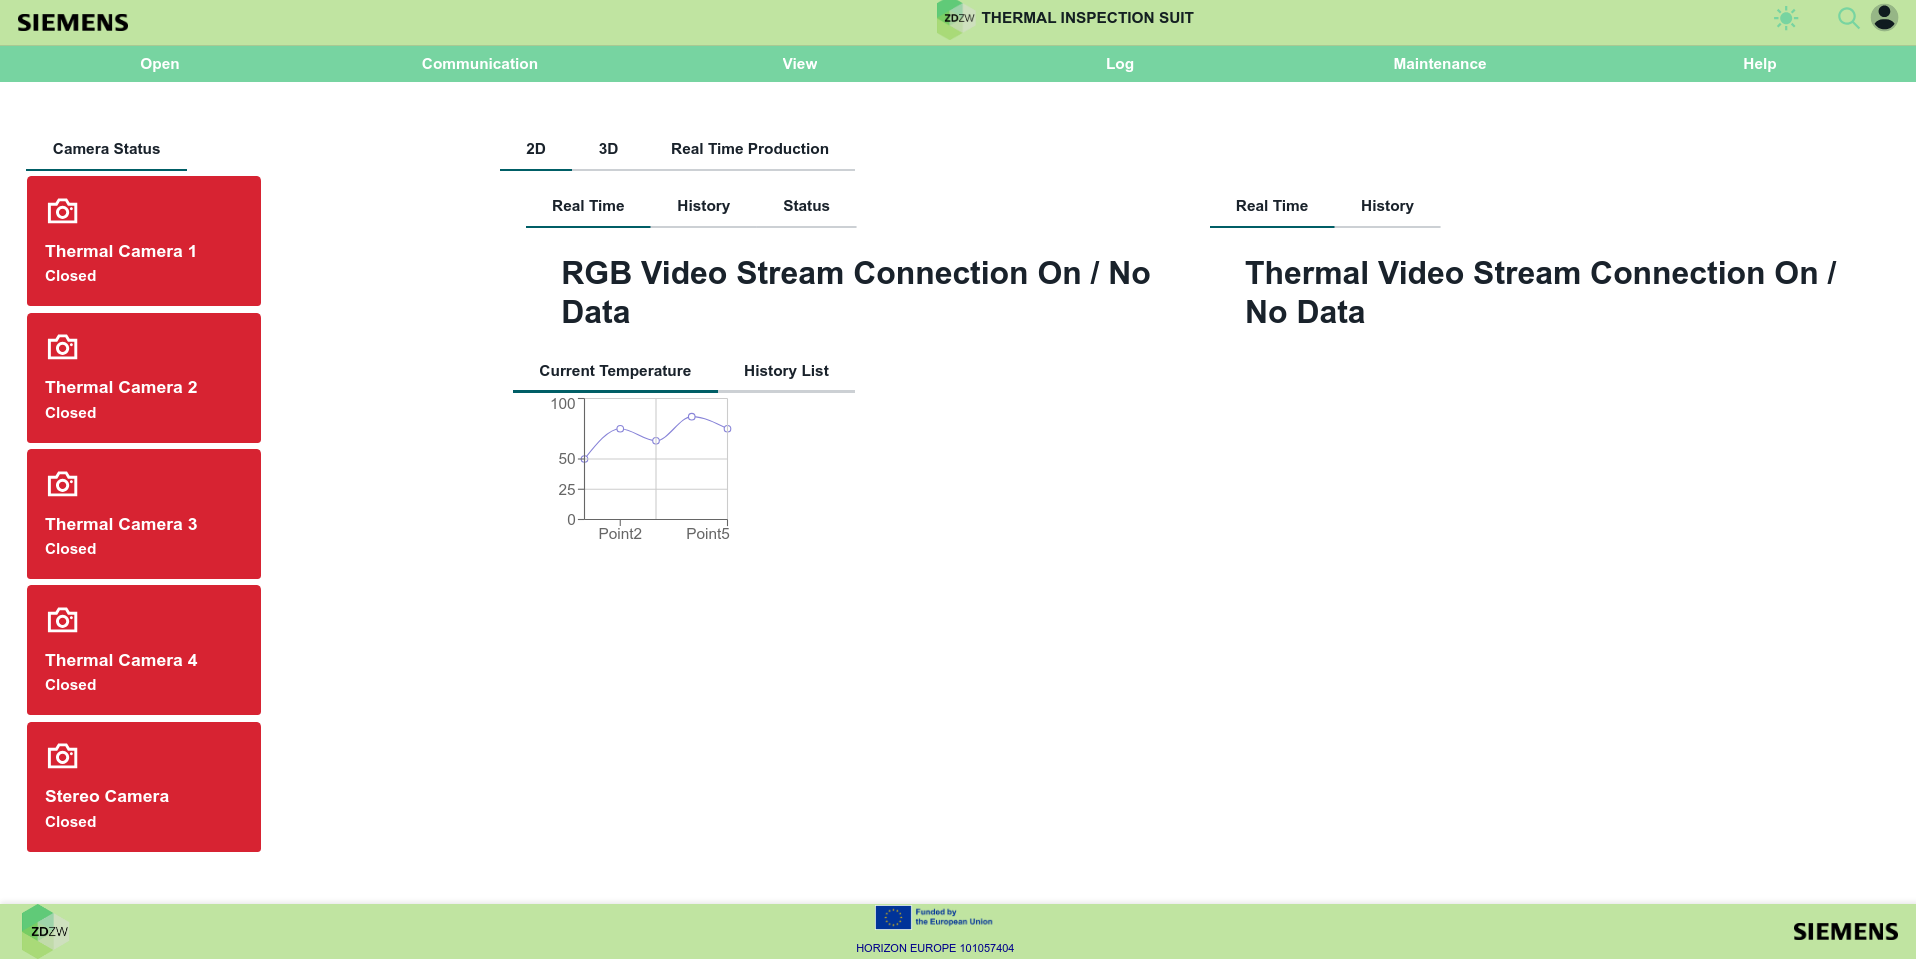 SIEMENS
ZDZW THERMAL INSPECTION SUIT
Open Communication View Log Maintenance Help
Camera Status
Thermal Camera 1
Closed
Thermal Camera 2
Closed
Thermal Camera 3
Closed
Thermal Camera 4
Closed
Stereo Camera
Closed
2D 3D Real Time Production
Real Time History Status
RGB Video Stream Connection On / No
Data
Current Temperature History List
100
50
25
0
Point2 Point5
Real Time History
Thermal Video Stream Connection On /
No Data
ZDZW
Funded by
the European Union
HORIZON EUROPE 101057404
SIEMENS